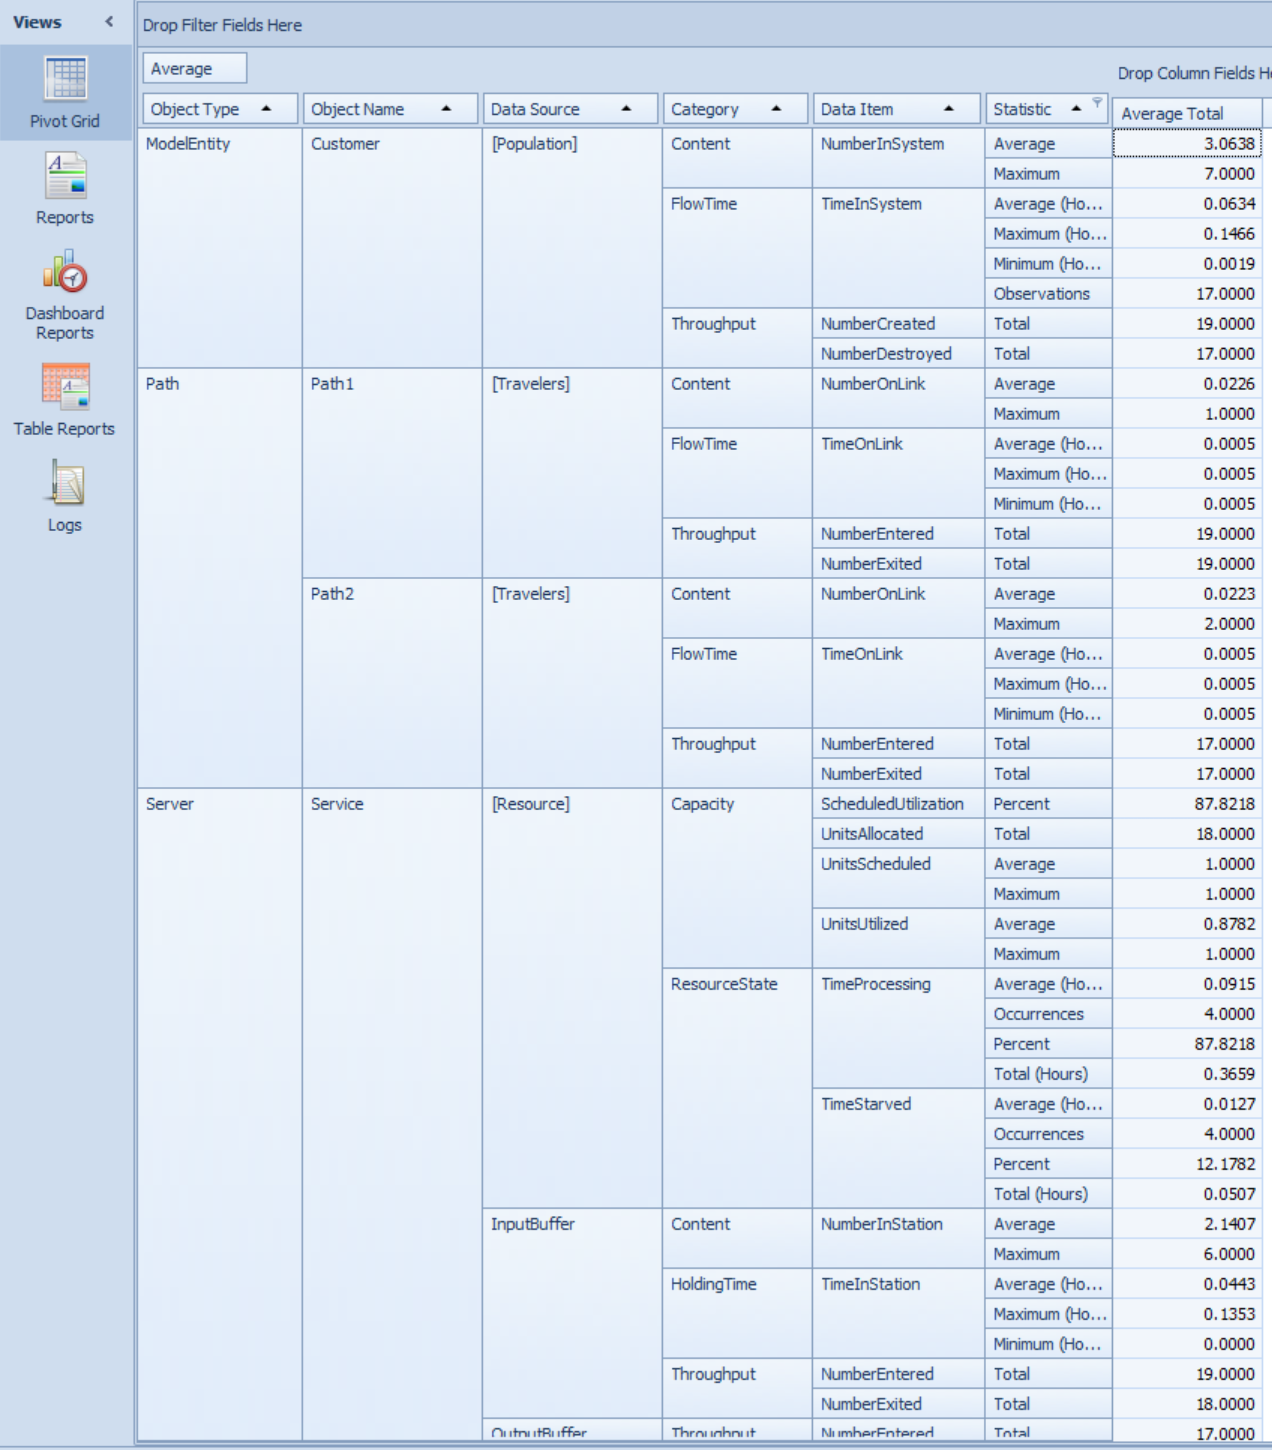 Views <
Drop Filter Fields Here
Pivot Grid
Reports
Dashboard
Reports
Table Reports
Logs
Average
Drop Column Fields H
Object Type Object Name Data Source Category Data Item Statistic Average Total
ModelEntity Customer [Population] Content NumberInSystem Average 3.0638
Maximum 7.0000
FlowTime TimeInSystem Average (Ho... 0.0634
Maximum (Ho... 0.1466
Minimum (Ho... 0.0019
Observations 17.0000
Throughput NumberCreated Total 19.0000
NumberDestroyed Total 17.0000
Path Path1 [Travelers] Content NumberOnLink Average 0.0226
Maximum 1.0000
FlowTime TimeOnLink Average (Ho... 0.0005
Maximum (Ho... 0.0005
Minimum (Ho... 0.0005
Throughput NumberEntered Total 19.0000
NumberExited Total 19.0000
Path2 [Travelers] Content NumberOnLink Average 0.0223
Maximum 2.0000
FlowTime TimeOnLink Average (Ho... 0.0005
Maximum (Ho... 0.0005
Minimum (Ho... 0.0005
Throughput NumberEntered Total 17.0000
NumberExited Total 17.0000
Server Service [Resource] Capacity ScheduledUtilization Percent 87.8218
UnitsAllocated Total 18.0000
UnitsScheduled Average 1.0000
Maximum 1.0000
UnitsUtilized Average 0.8782
Maximum 1.0000
ResourceState TimeProcessing Average (Ho... 0.0915
Occurrences 4.0000
Percent 87.8218
Total (Hours) 0.3659
TimeStarved Average (Ho... 0.0127
Occurrences 4.0000
Percent 12.1782
Total (Hours) 0.0507
InputBuffer Content NumberInStation Average 2.1407
Maximum 6.0000
HoldingTime TimeInStation Average (Ho... 0.0443
Maximum (Ho... 0.1353
Minimum (Ho... 0.0000
Throughput NumberEntered Total 19.0000
NumberExited Total 18.0000
OutputBuffer Throughput NumberEntered Total 17.0000